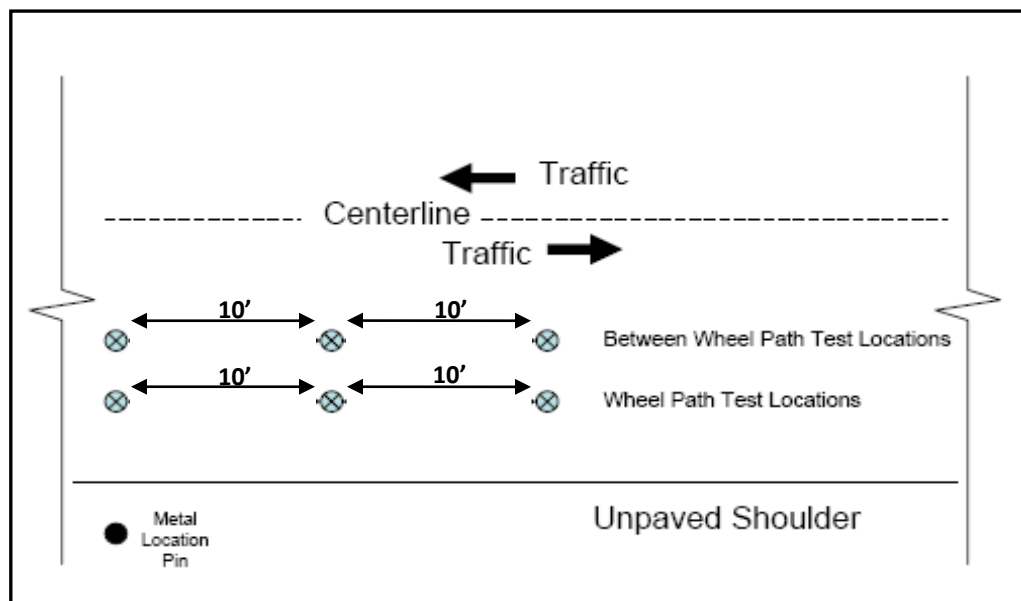 Traffic
Centerline
Traffic
10’ 10’
Between Wheel Path Test Locations
10’ 10’
Wheel Path Test Locations
Metal
Location
Pin
Unpaved Shoulder